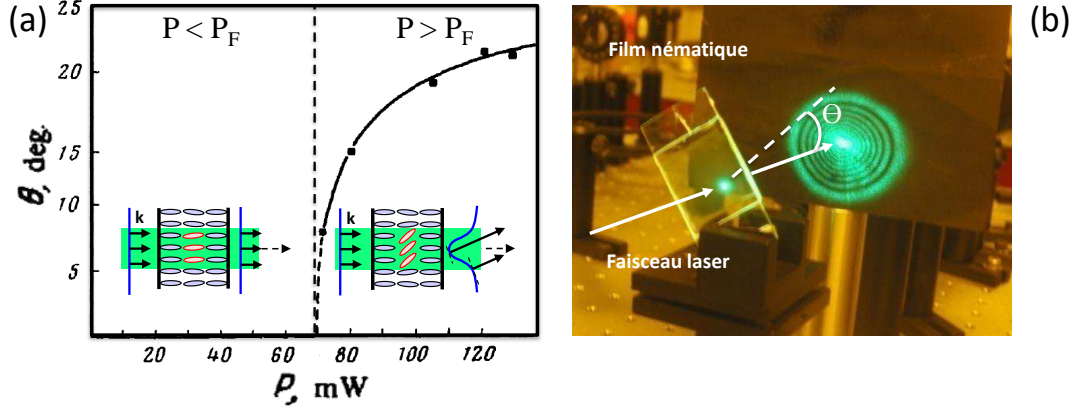 (a)
P < P_F
P > P_F
θ, deg.
25
20
15
10
5
k
k
20
40
60
80
100
120
P, mW
(b)
Film nématique
Θ
Faisceau laser